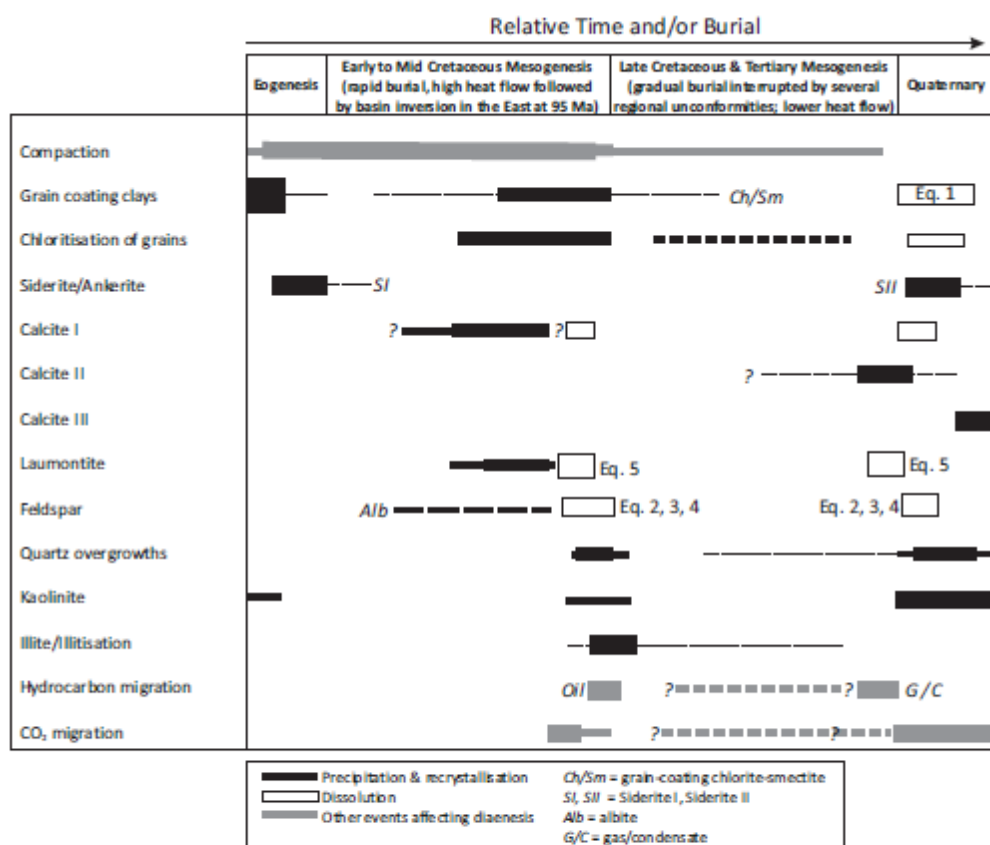 Relative Time and/or Burial
Eogenesis
Early to Mid Cretaceous Mesogenesis
(rapid burial, high heat flow followed
by basin inversion in the East at 95 Ma)
Late Cretaceous & Tertiary Mesogenesis
(gradual burial interrupted by several
regional unconformities; lower heat flow)
Quaternary
Compaction
Grain coating clays
Ch/Sm
Eq. 1
Chloritisation of grains
Siderite/Ankerite
SI
SII
Calcite I
?
?
Calcite II
?
Calcite III
Laumontite
Eq. 5
Eq. 5
Feldspar
Alb
Eq. 2, 3, 4
Eq. 2, 3, 4
Quartz overgrowths
Kaolinite
Illite/Illitisation
Hydrocarbon migration
Oil
?
?
G/C
CO₂ migration
?
?
Precipitation & recrystallisation
Dissolution
Other events affecting diaenesis
Ch/Sm = grain-coating chlorite-smectite
SI, SII = Siderite I, Siderite II
Alb = albite
G/C = gas/condensate